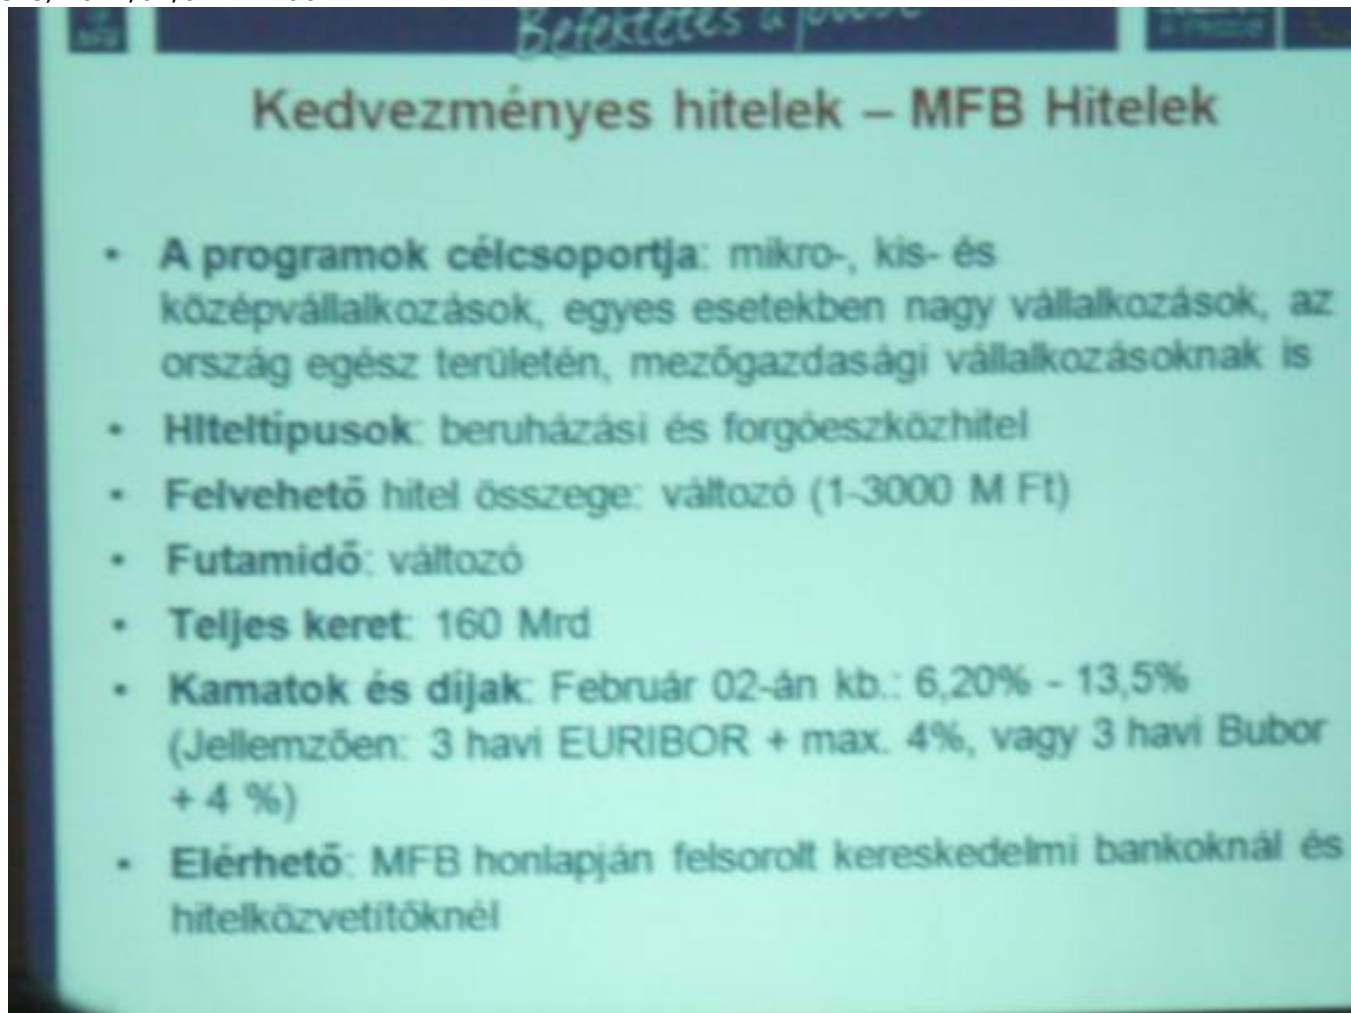 Befektetés a jövőbe
Kedvezményes hitelek – MFB Hitelek
• A programok célcsoportja: mikro-, kis- és
középvállalkozások, egyes esetekben nagy vállalkozások, az
ország egész területén, mezőgazdasági vállalkozásoknak is
• Hiteltípusok: beruházási és forgóeszközhitel
• Felvehető hitel összege: változó (1-3000 M Ft)
• Futamidő: változó
• Teljes keret: 160 Mrd
• Kamatok és díjak: Február 02-án kb.: 6,20% - 13,5%
(Jellemzően: 3 havi EURIBOR + max. 4%, vagy 3 havi Bubor
+ 4 %)
• Elérhető: MFB honlapján felsorolt kereskedelmi bankoknál és
hitelközvetítőknél